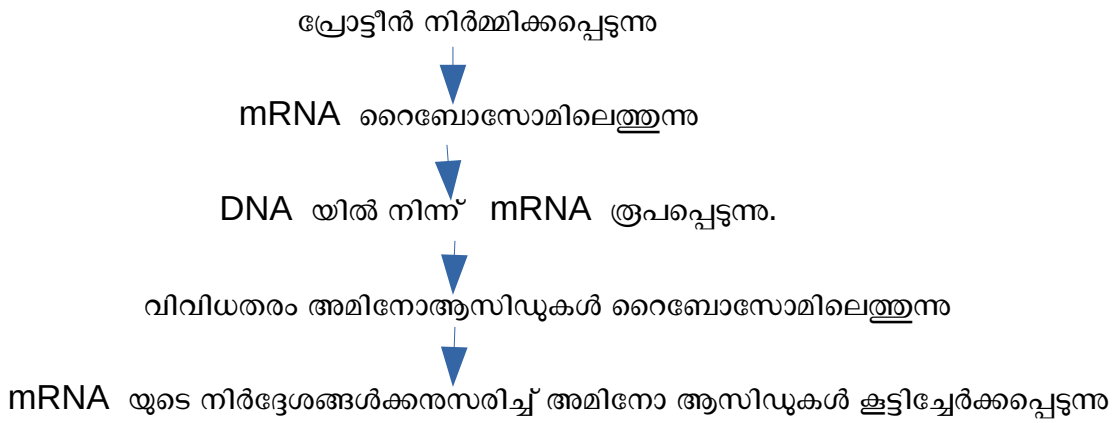 പ്രോട്ടീൻ നിർമ്മിക്കപ്പെടുന്നു
mRNA റൈബോസോമിലെത്തുന്നു
DNA യിൽ നിന്ന് mRNA രൂപപ്പെടുന്നു.
വിവിധതരം അമിനോആസിഡുകൾ റൈബോസോമിലെത്തുന്നു
mRNA യുടെ നിർദ്ദേശങ്ങൾക്കനുസരിച്ച് അമിനോ ആസിഡുകൾ കൂട്ടിച്ചേർക്കപ്പെടുന്നു